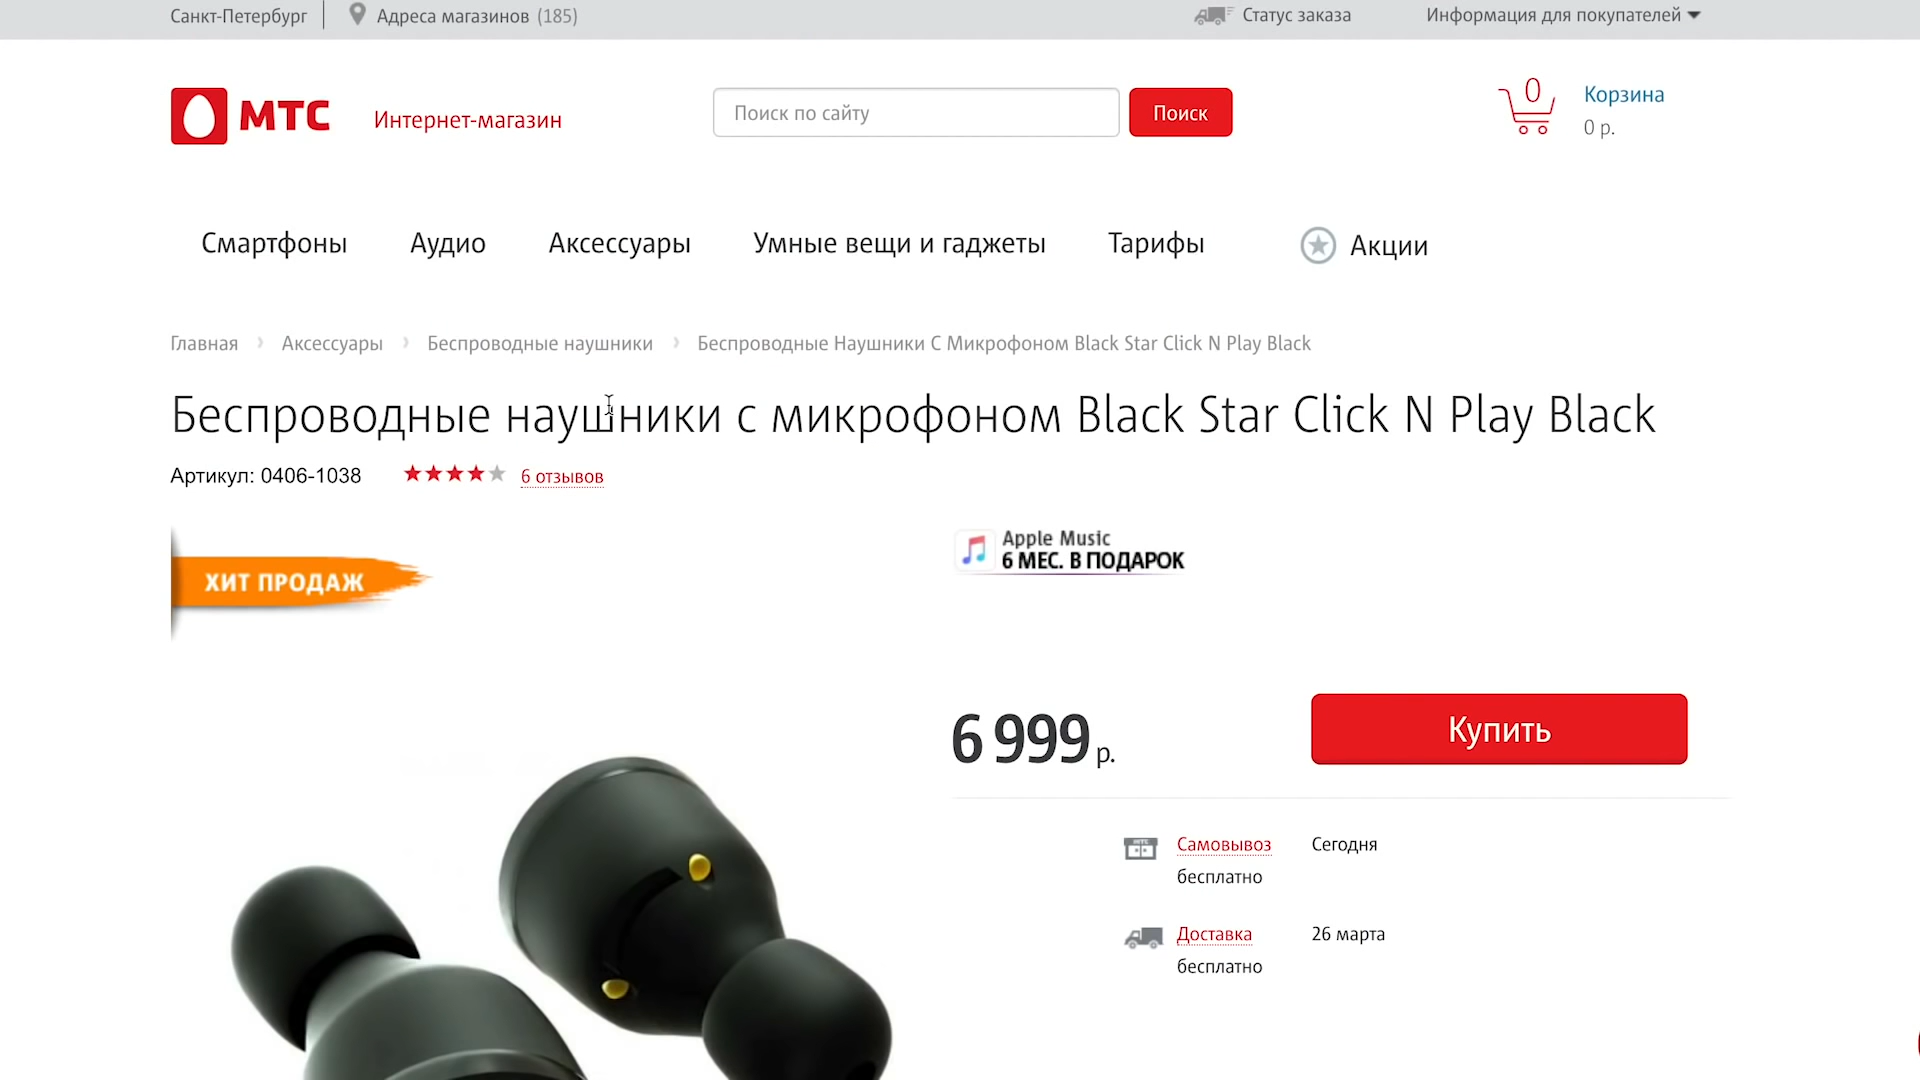 Санкт-Петербург
Адреса магазинов (185)
Статус заказа
Информация для покупателей
МТС
Интернет-магазин
Поиск по сайту
Поиск
0
Корзина
0 р.
Смартфоны
Аудио
Аксессуары
Умные вещи и гаджеты
Тарифы
Акции
Главная
Аксессуары
Беспроводные наушники
Беспроводные Наушники С Микрофоном Black Star Click N Play Black
Беспроводные наушники с микрофоном Black Star Click N Play Black
Артикул: 0406-1038
6 отзывов
ХИТ ПРОДАЖ
Apple Music
6 МЕС. В ПОДАРОК
6 999 р.
Купить
Самовывоз
Сегодня
бесплатно
Доставка
26 марта
бесплатно